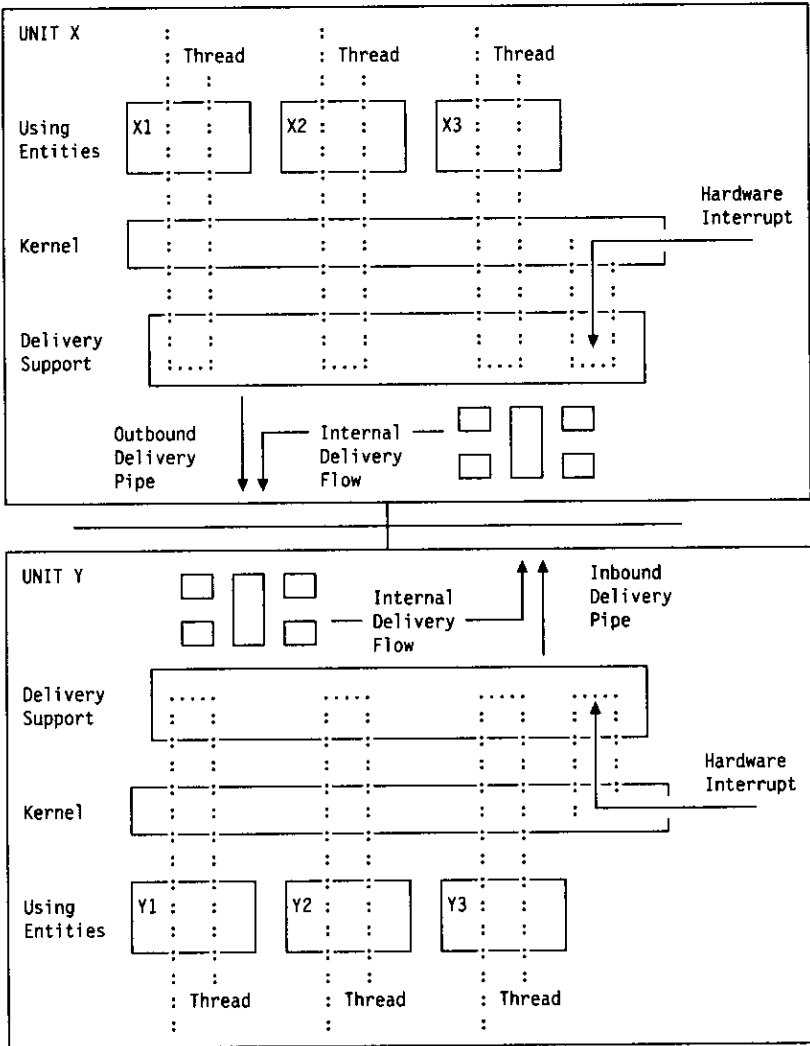 UNIT X
Thread Thread Thread
Using
Entities
X1 X2 X3
Hardware
Interrupt
Kernel
Delivery
Support
Outbound
Delivery
Pipe
Internal
Delivery
Flow
UNIT Y
Internal
Delivery
Flow
Inbound
Delivery
Pipe
Delivery
Support
Hardware
Interrupt
Kernel
Using
Entities
Y1 Y2 Y3
Thread Thread Thread